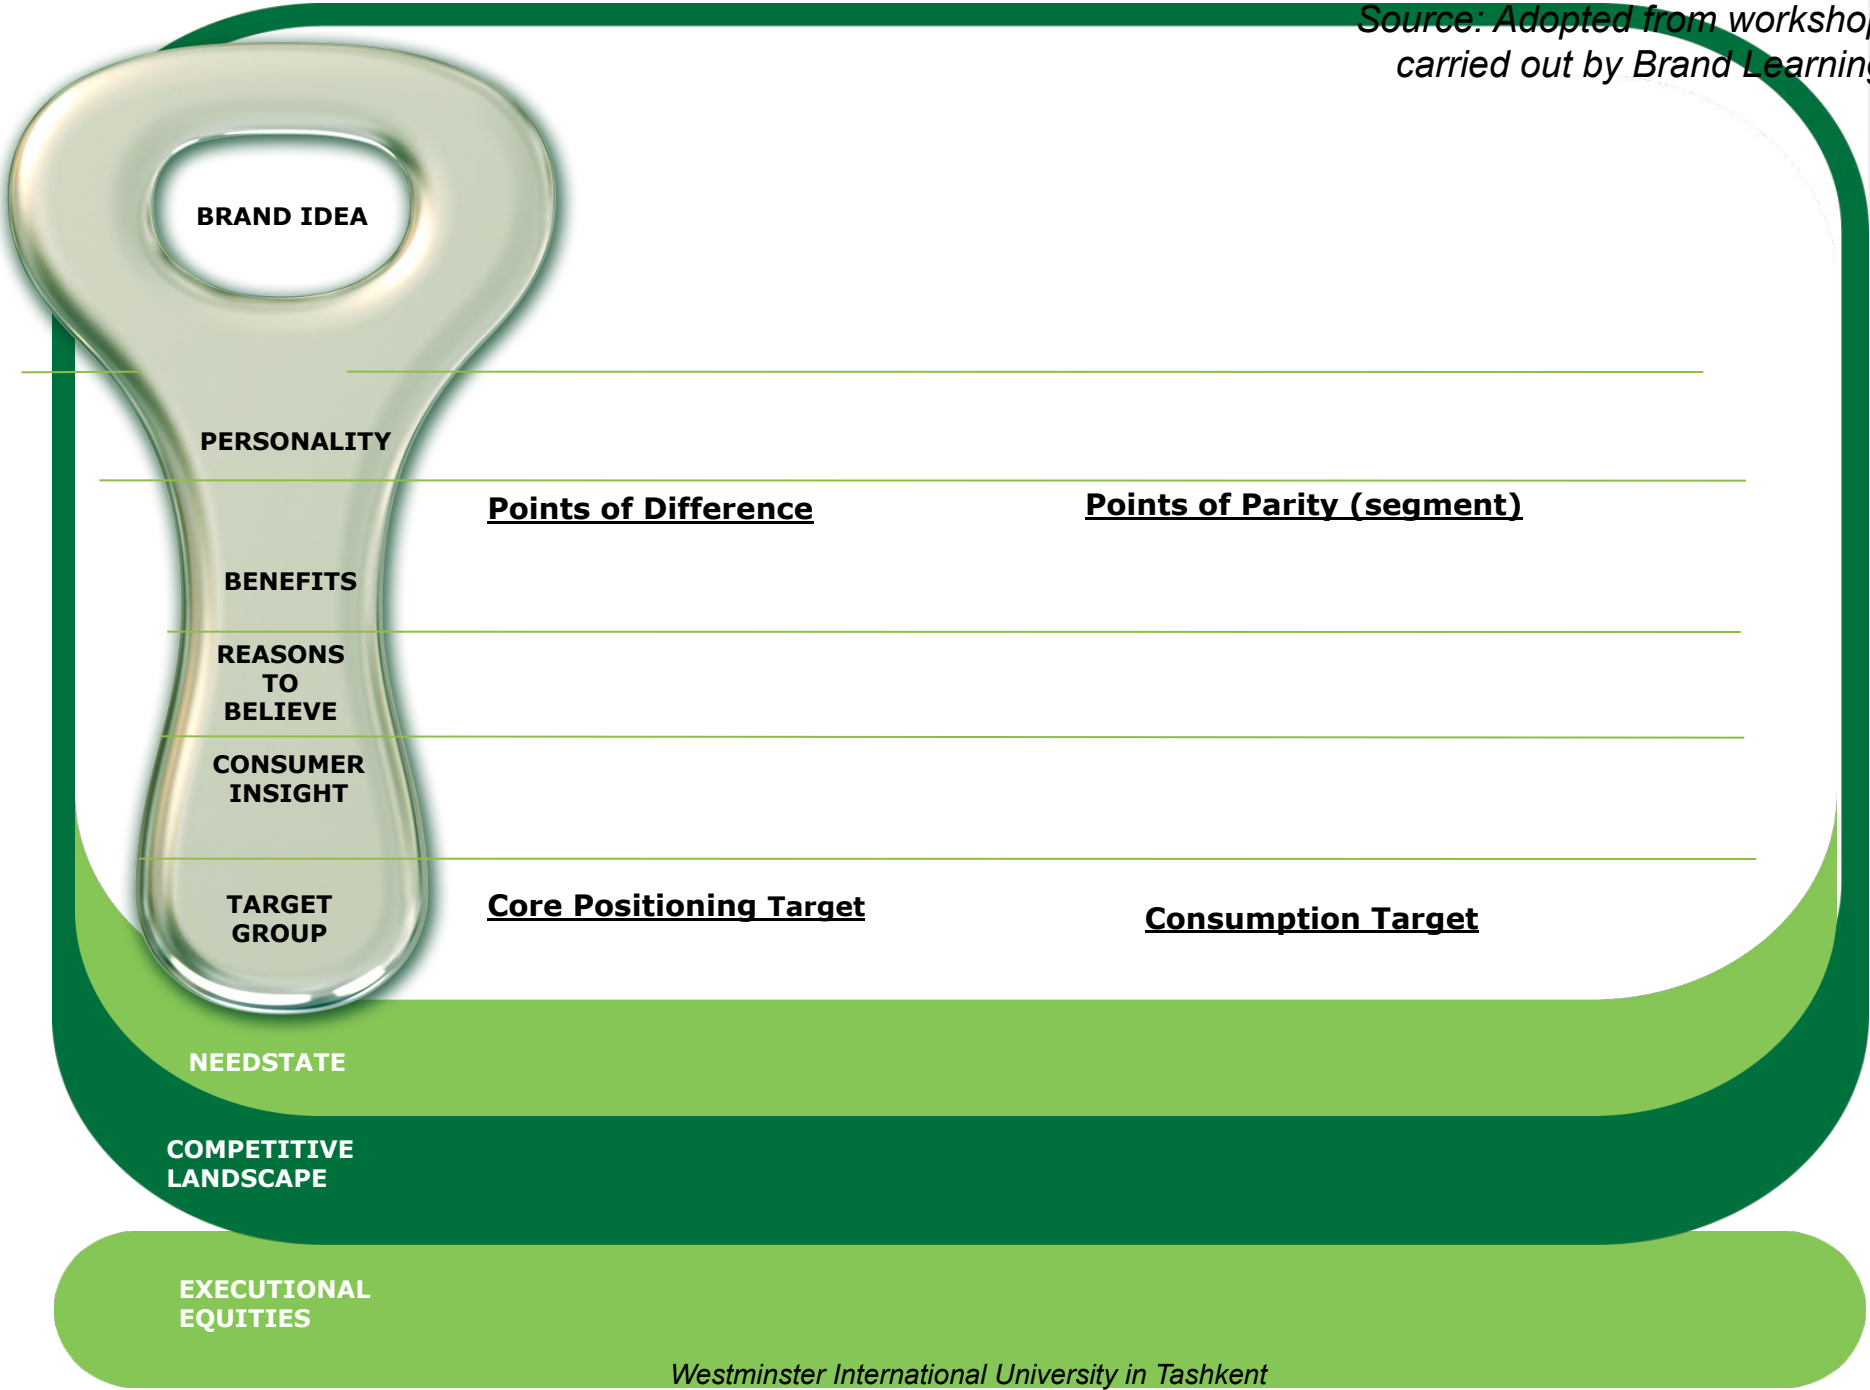 Source: Adopted from workshop
carried out by Brand Learning
BRAND IDEA
PERSONALITY
Points of Difference
Points of Parity (segment)
BENEFITS
REASONS
TO
BELIEVE
CONSUMER
INSIGHT
TARGET
GROUP
Core Positioning Target
Consumption Target
NEEDSTATE
COMPETITIVE
LANDSCAPE
EXECUTIONAL
EQUITIES
Westminster International University in Tashkent